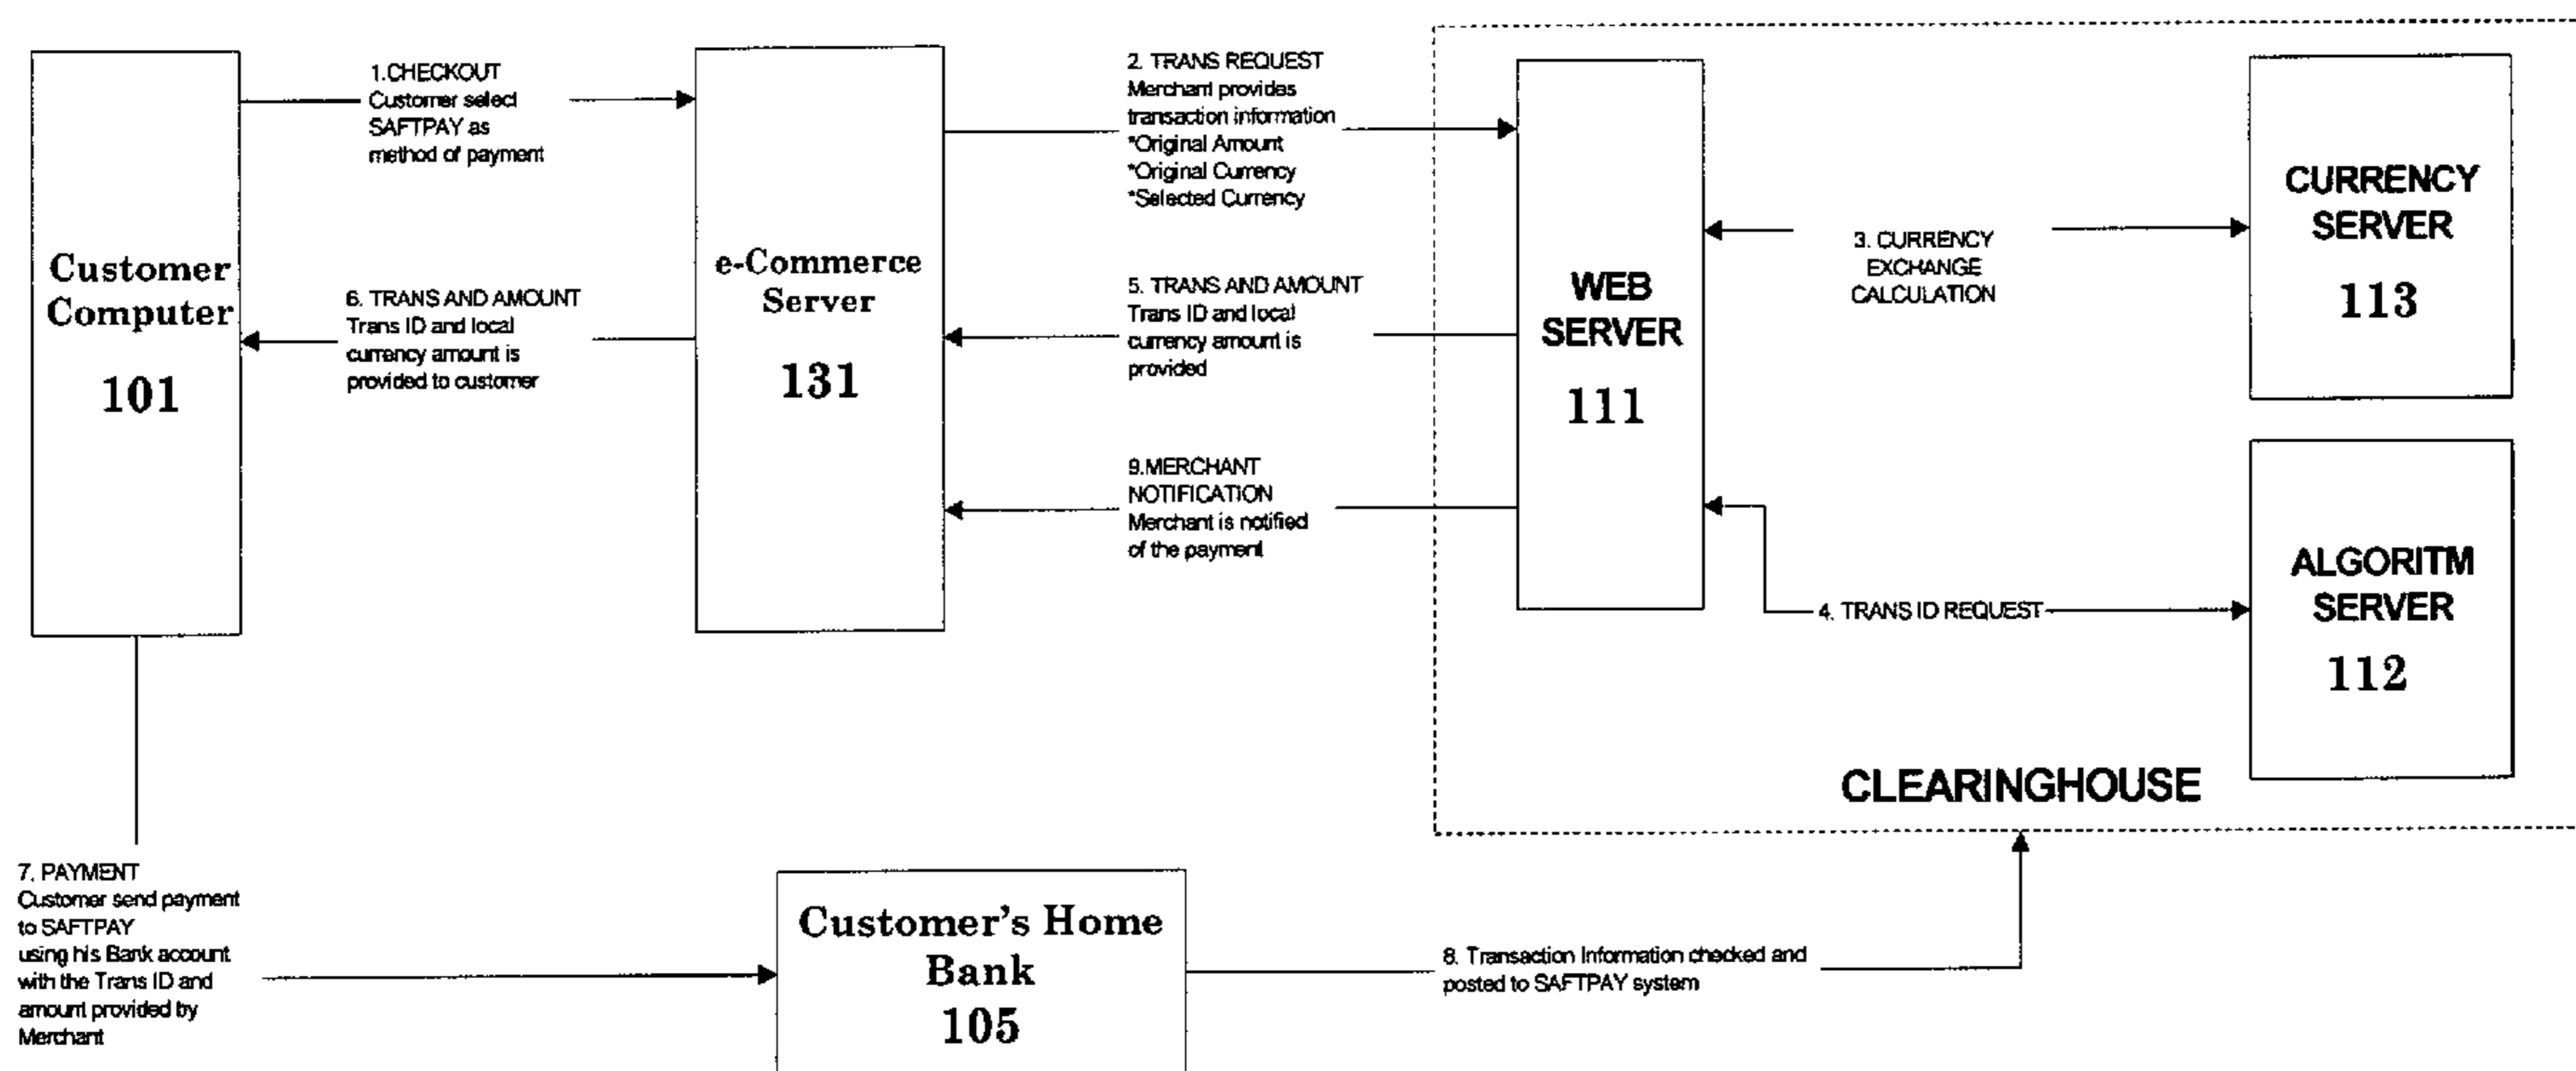 1.CHECKOUT
Customer select
SAFTPAY as
method of payment
2. TRANS REQUEST
Merchant provides
transaction information
*Original Amount
*Original Currency
*Selected Currency
Customer
Computer
101
6. TRANS AND AMOUNT
Trans ID and local
currency amount is
provided to customer
e-Commerce
Server
131
5. TRANS AND AMOUNT
Trans ID and local
currency amount is
provided
9.MERCHANT
NOTIFICATION
Merchant is notified
of the payment
WEB
SERVER
111
3. CURRENCY
EXCHANGE
CALCULATION
CURRENCY
SERVER
113
4. TRANS ID REQUEST
ALGORITM
SERVER
112
CLEARINGHOUSE
7. PAYMENT
Customer send payment
to SAFTPAY
using his Bank account
with the Trans ID and
amount provided by
Merchant
Customer's Home
Bank
105
8. Transaction Information checked and
posted to SAFTPAY system